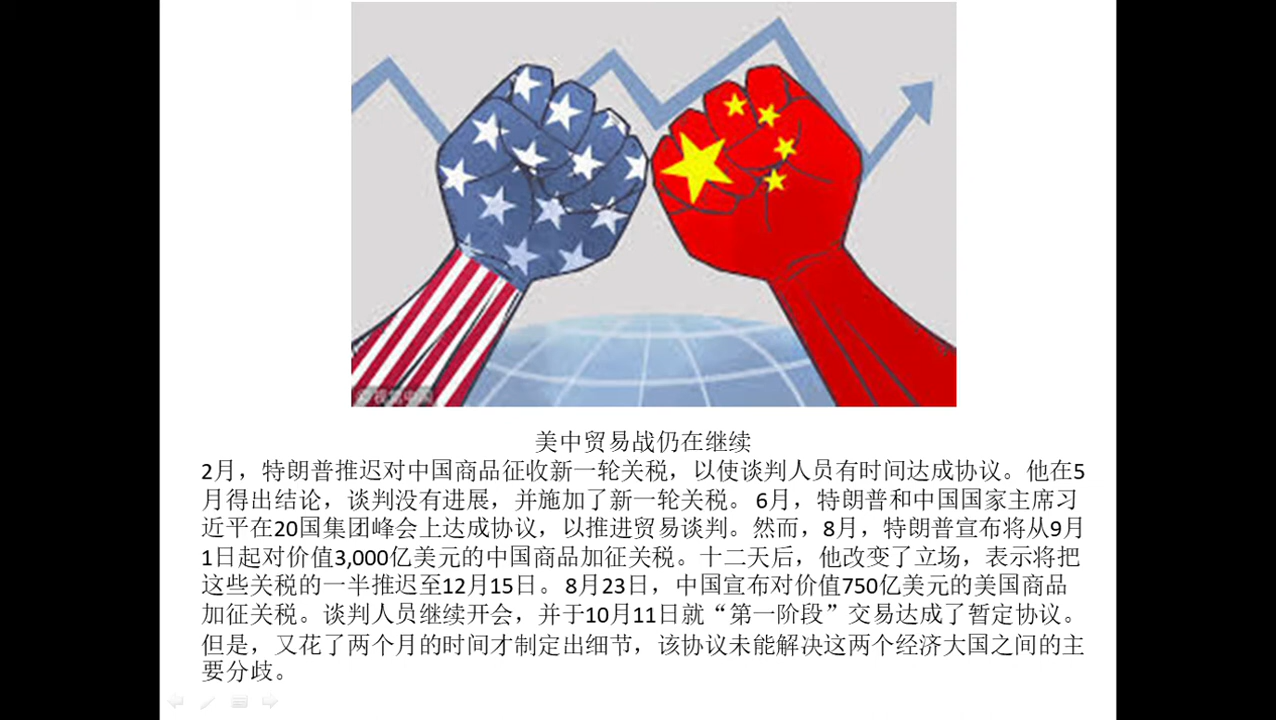 美中贸易战仍在继续
2月，特朗普推迟对中国商品征收新一轮关税，以使谈判人员有时间达成协议。他在5
月得出结论，谈判没有进展，并施加了新一轮关税。 6月，特朗普和中国国家主席习
近平在20国集团峰会上达成协议，以推进贸易谈判。然而，8月，特朗普宣布将从9月
1日起对价值3,000亿美元的中国商品加征关税。十二天后，他改变了立场，表示将把
这些关税的一半推迟至12月15日。 8月23日，中国宣布对价值750亿美元的美国商品
加征关税。谈判人员继续开会，并于10月11日就“第一阶段”交易达成了暂定协议。
但是，又花了两个月的时间才制定出细节，该协议未能解决这两个经济大国之间的主
要分歧。